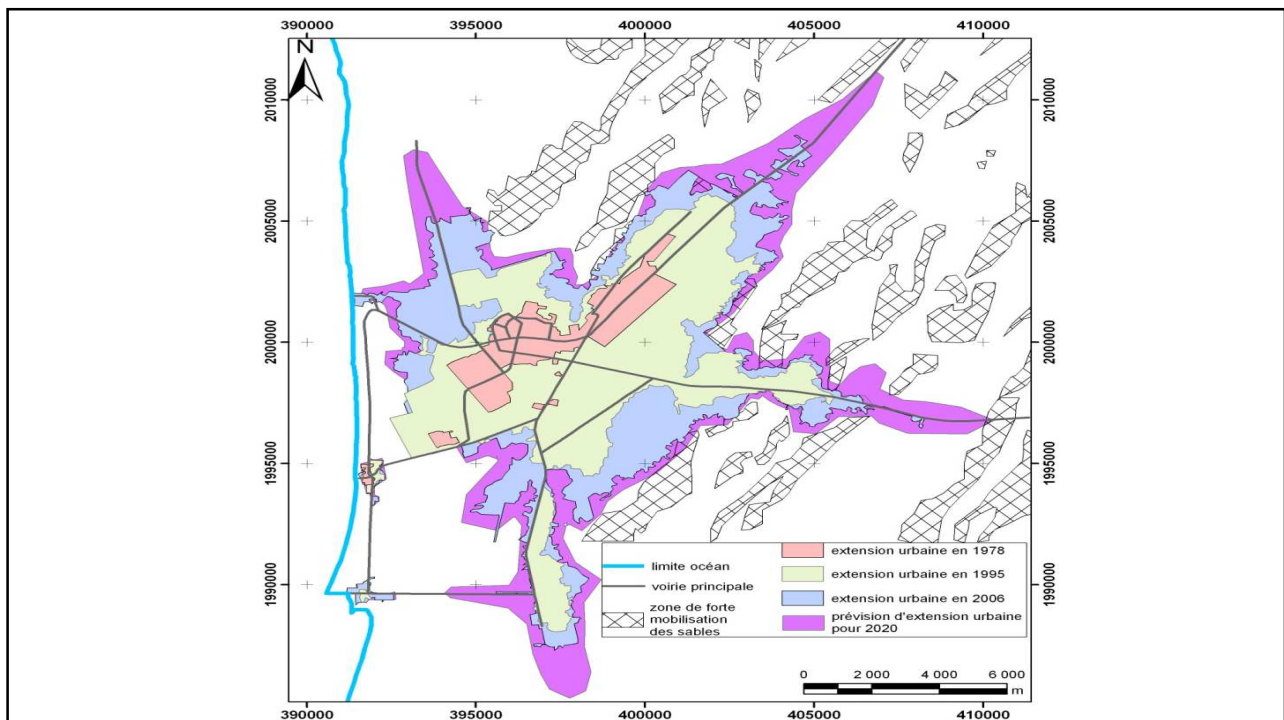 390000 395000 400000 405000 410000
N
2010000
2005000
2000000
1995000
1990000
2010000
2005000
2000000
1995000
1990000
limite océan
voirie principale
zone de forte
mobilisation
des sables
extension urbaine en 1978
extension urbaine en 1995
extension urbaine en 2006
prévision d'extension urbaine
pour 2020
0 2 000 4 000 6 000
m
390000 395000 400000 405000 410000